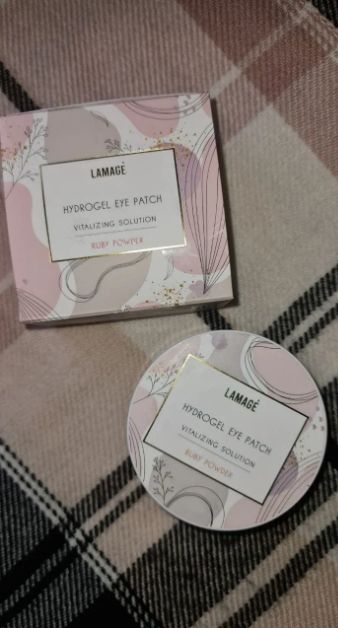 LAMAGÉ
HYDROGEL EYE PATCH
VITALIZING SOLUTION
RUBY POWDER
LAMAGÉ
HYDROGEL EYE PATCH
VITALIZING SOLUTION
RUBY POWDER